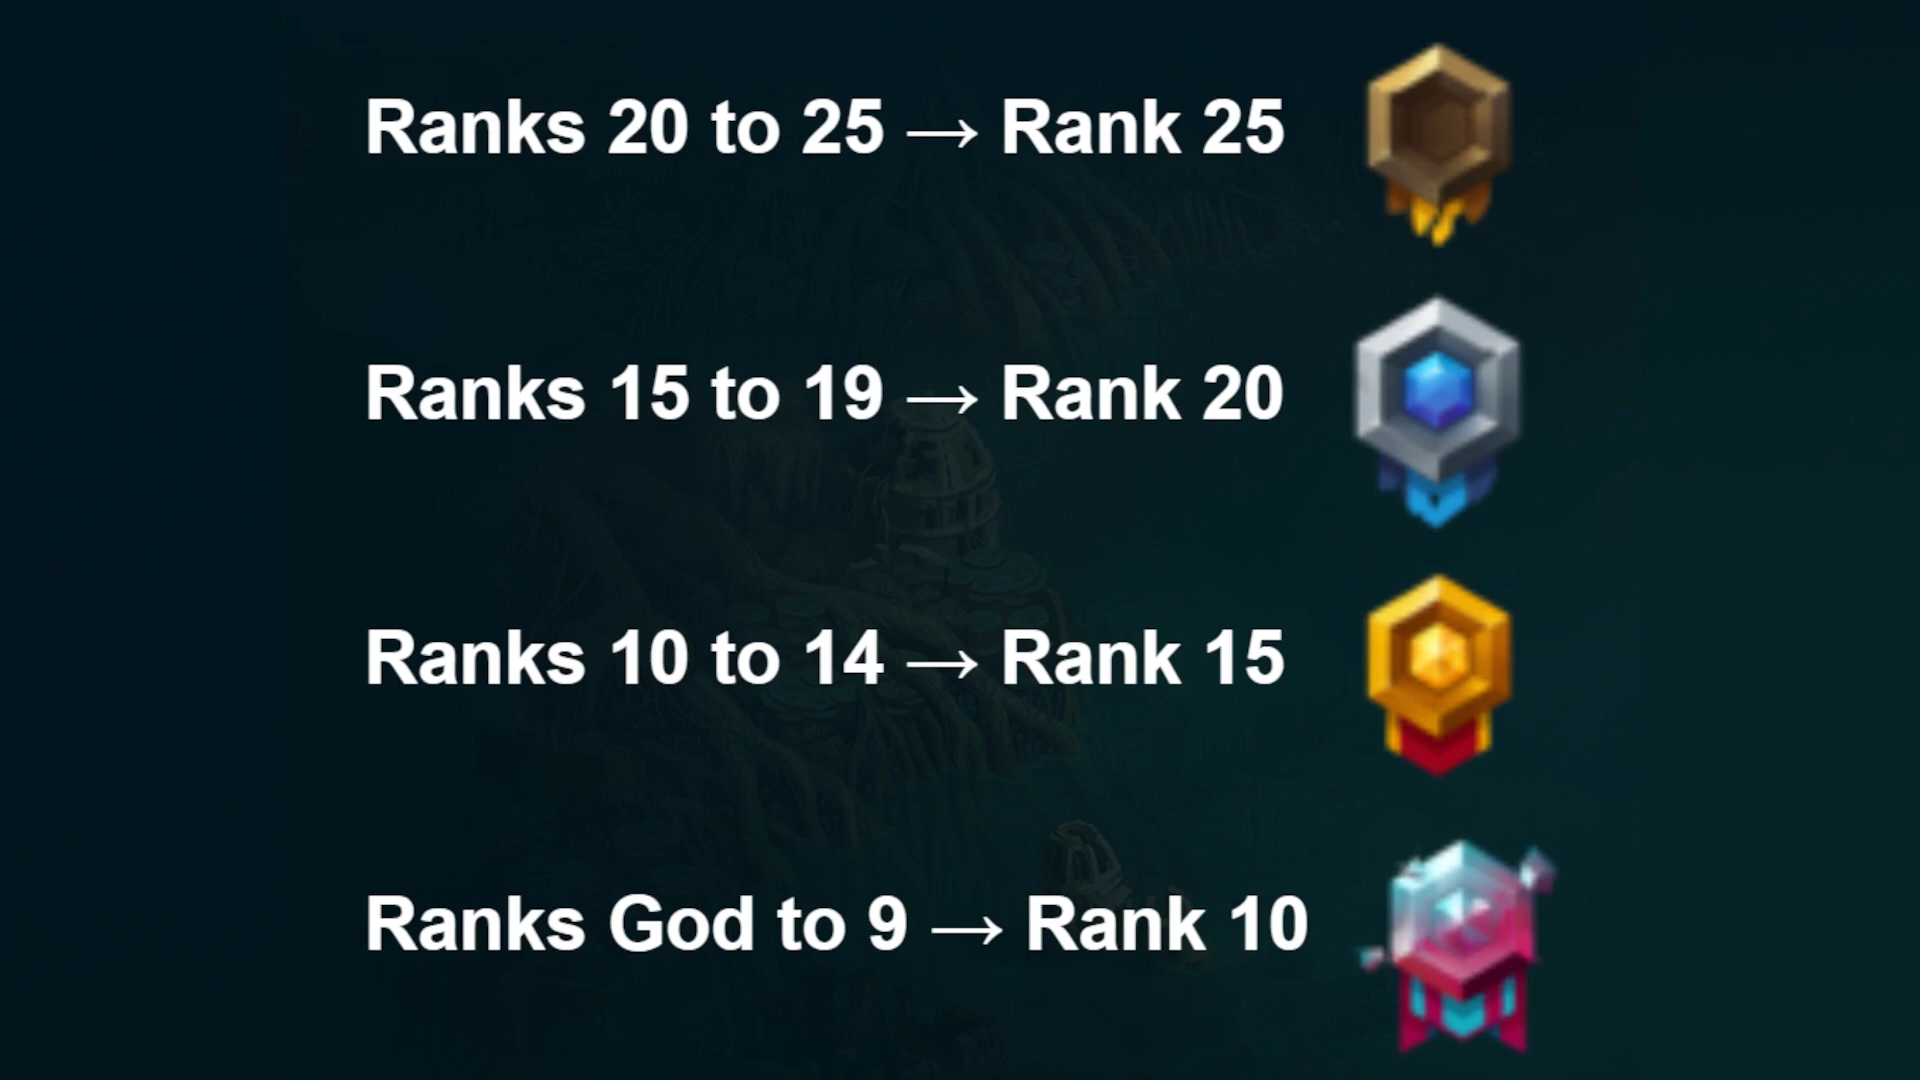 Ranks 20 to 25 → Rank 25
Ranks 15 to 19 → Rank 20
Ranks 10 to 14 → Rank 15
Ranks God to 9 → Rank 10